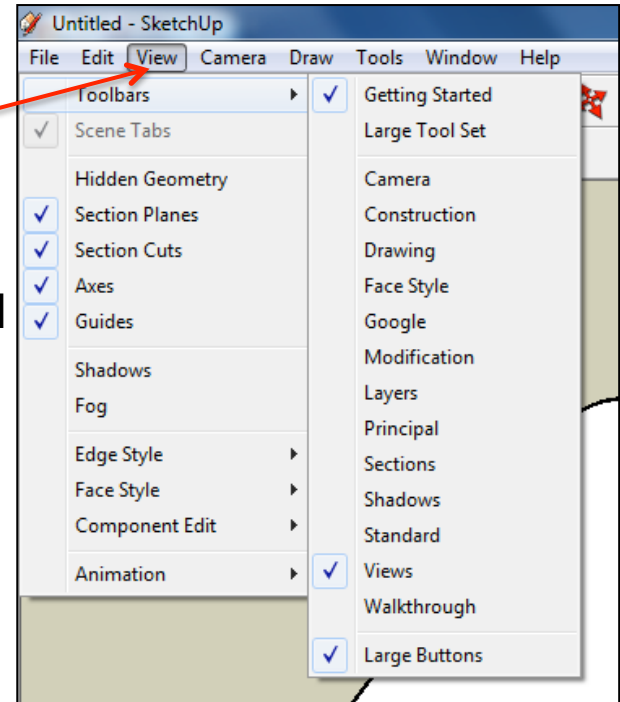 Untitled - SketchUp
File Edit View Camera Draw Tools Window Help
Toolbars
Scene Tabs
Hidden Geometry
Section Planes
Section Cuts
Axes
Guides
Shadows
Fog
Edge Style
Face Style
Component Edit
Animation
Getting Started
Large Tool Set
Camera
Construction
Drawing
Face Style
Google
Modification
Layers
Principal
Sections
Shadows
Standard
Views
Walkthrough
Large Buttons